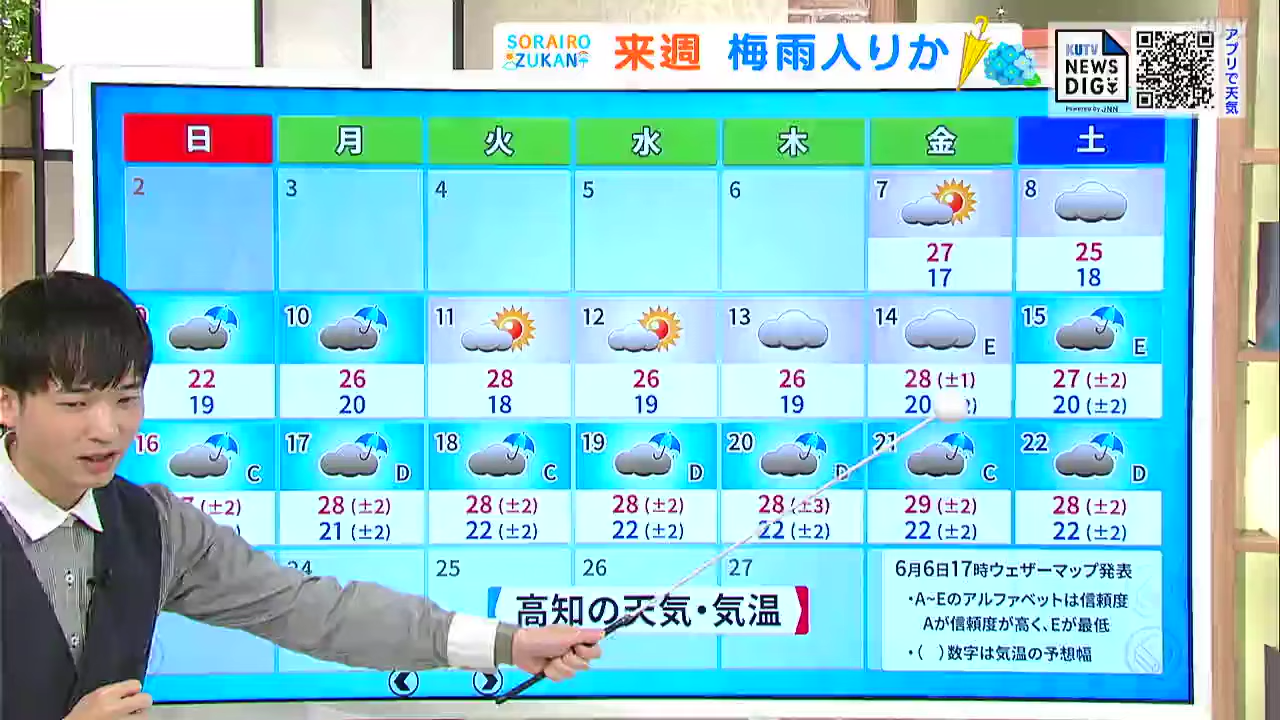 SORAIRO
ZUKAN
来週 梅雨入りか
KUTV
NEWS
DIG
Powered by JNN
アプリで天気
日 月 火 水 木 金 土
2 3 4 5 6 7 8
27 25
17 18
10 11 12 13 14 E 15 E
22 26 28 26 26 28 (±1) 27 (±2)
19 20 18 19 19 20 20 (±2)
16 C 17 D 18 C 19 D 20 D 21 C 22 D
(±2) 28 (±2) 28 (±2) 28 (±2) 28 (±3) 29 (±2) 28 (±2)
21 (±2) 22 (±2) 22 (±2) 22 (±2) 22 (±2) 22 (±2)
24 25 26 27
高知の天気・気温
6月6日17時ウェザーマップ発表
・A~Eのアルファベットは信頼度
Aが信頼度が高く、Eが最低
・( )数字は気温の予想幅